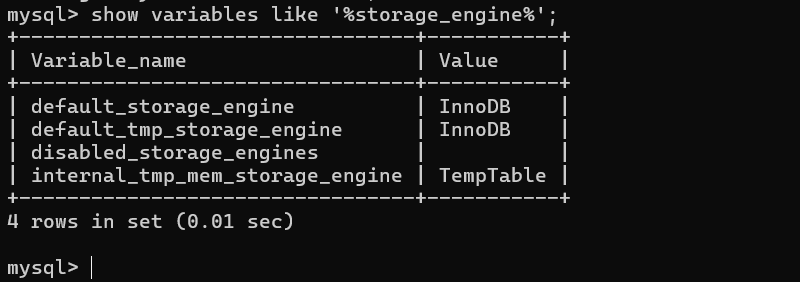 mysql> show variables like '%storage_engine%';
+---------------------------------+-----------+
| Variable_name                   | Value     |
+---------------------------------+-----------+
| default_storage_engine          | InnoDB    |
| default_tmp_storage_engine      | InnoDB    |
| disabled_storage_engines        |           |
| internal_tmp_mem_storage_engine | TempTable |
+---------------------------------+-----------+
4 rows in set (0.01 sec)
mysql>